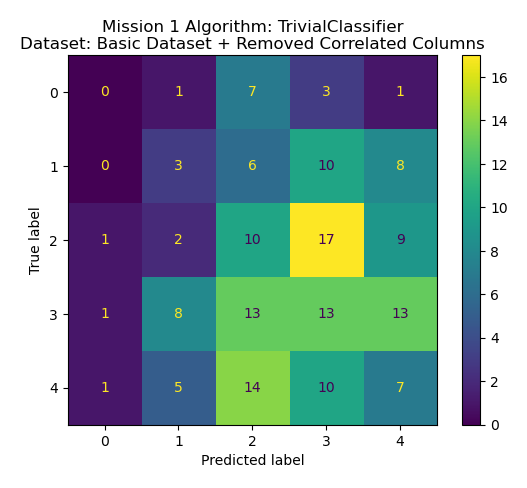 Mission 1 Algorithm: TrivialClassifier
Dataset: Basic Dataset + Removed Correlated Columns
True label
0 0 1 7 3 1
1 0 3 6 10 8
2 1 2 10 17 9
3 1 8 13 13 13
4 1 5 14 10 7
0 1 2 3 4
Predicted label
16
14
12
10
8
6
4
2
0